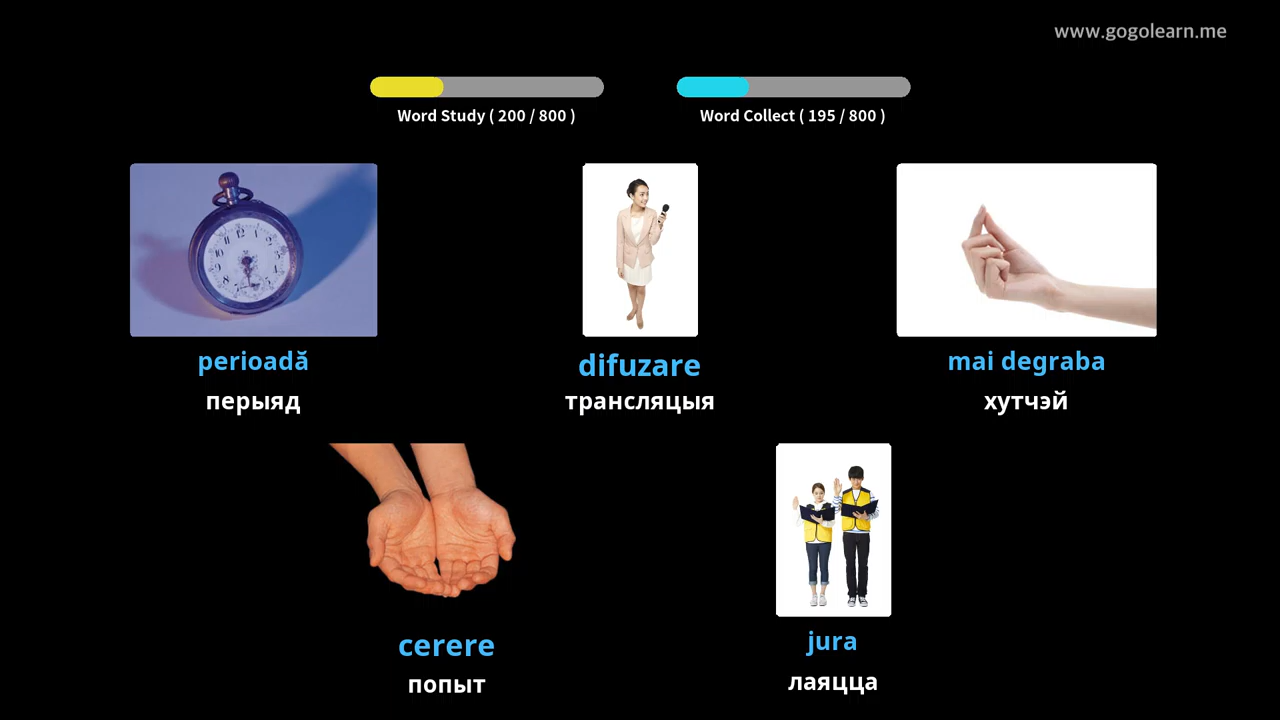 www.gogolearn.me
Word Study ( 200 / 800 )
Word Collect ( 195 / 800 )
perioadă
difuzare
mai degraba
перыяд
трансляцыя
хутчэй
cerere
jura
попыт
лаяцца